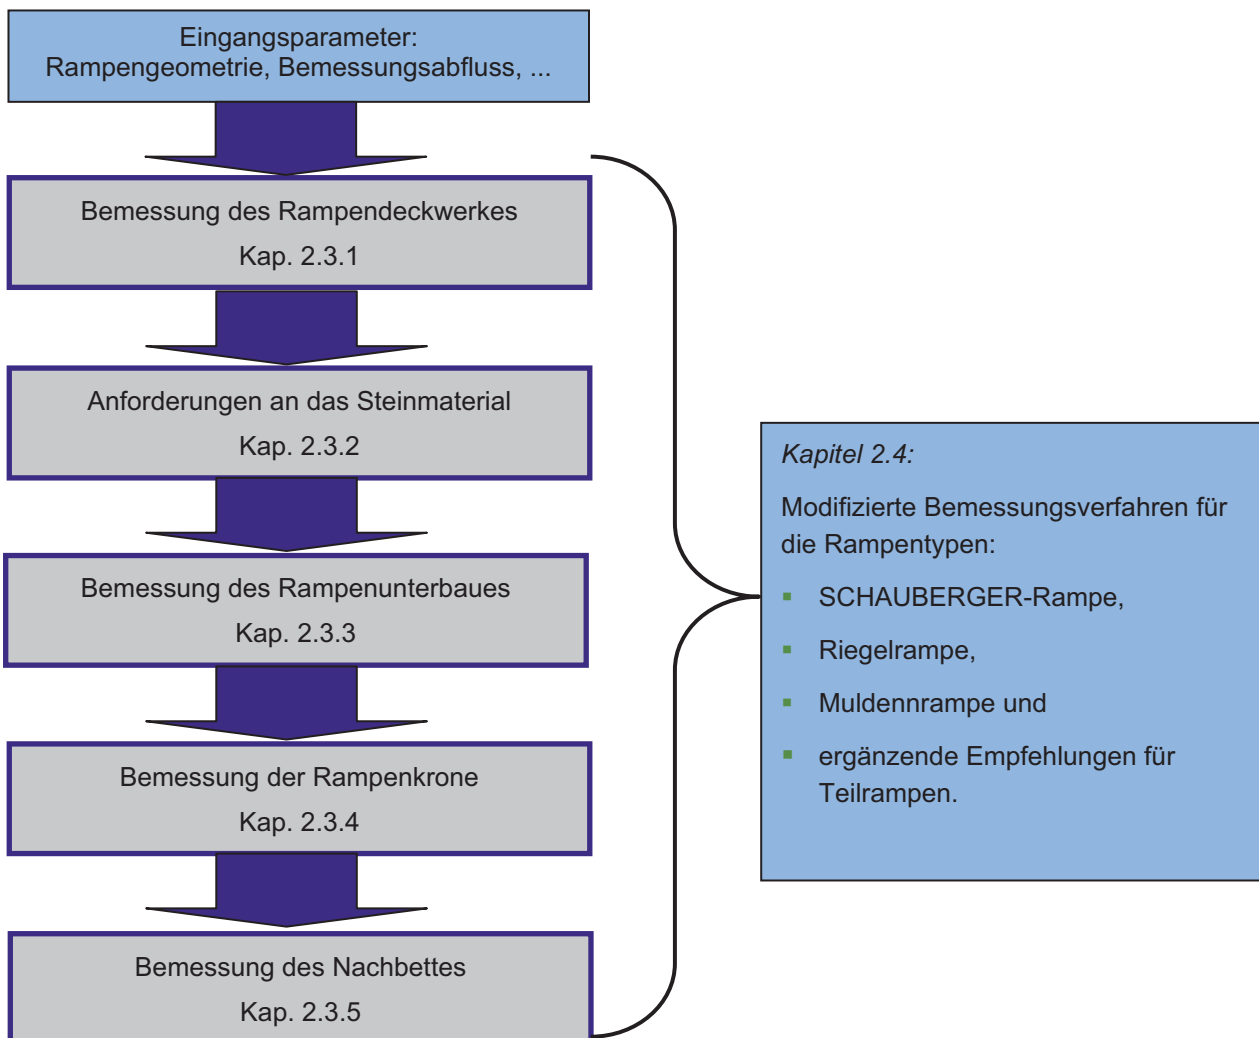 Eingangsparameter:
Rampengeometrie, Bemessungsabfluss, ...
Bemessung des Rampendeckwerkes
Kap. 2.3.1
Anforderungen an das Steinmaterial
Kap. 2.3.2
Bemessung des Rampenunterbaues
Kap. 2.3.3
Bemessung der Rampenkrone
Kap. 2.3.4
Bemessung des Nachbettes
Kap. 2.3.5
Kapitel 2.4:
Modifizierte Bemessungsverfahren für
die Rampentypen:
▪ SCHAUBERGER-Rampe,
▪ Riegelrampe,
▪ Muldennrampe und
▪ ergänzende Empfehlungen für
Teilrampen.